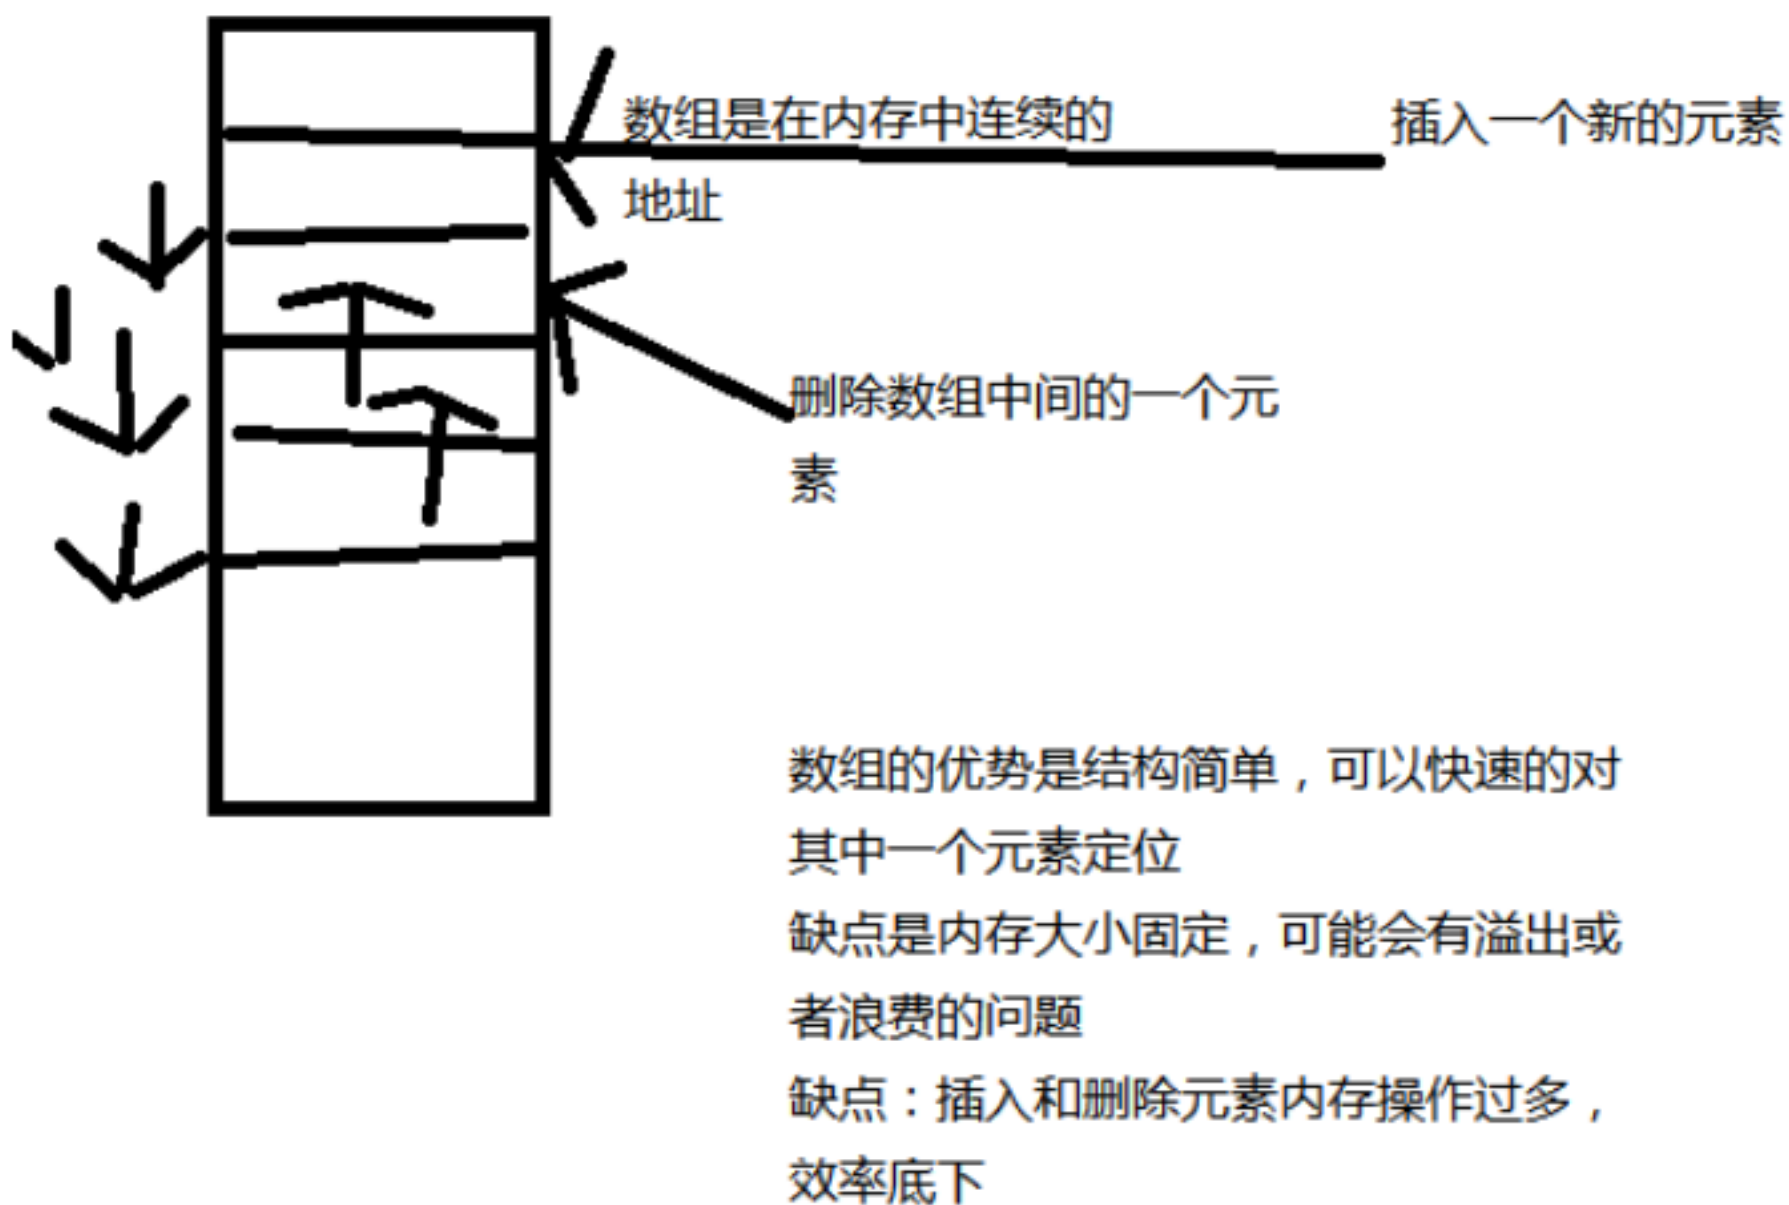 数组是在内存中连续的
地址
插入一个新的元素
删除数组中间的一个元
素
数组的优势是结构简单，可以快速的对
其中一个元素定位
缺点是内存大小固定，可能会有溢出或
者浪费的问题
缺点：插入和删除元素内存操作过多，
效率底下